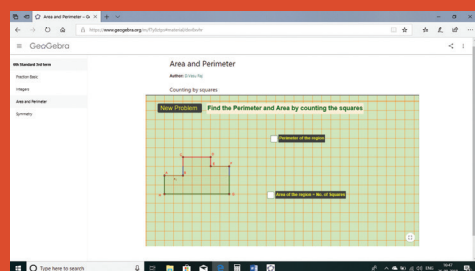 Area and Perimeter – G
https://www.geogebra.org/m/
GeoGebra
6th Standard 3rd term
Fraction Basic
Integers
Area and Perimeter
Symmetry
Area and Perimeter
Author:
Counting by squares
New Problem
Find the Perimeter and Area by counting the squares
Perimeter of the region
Area of the region = No. of Squares
Type here to search
ENG